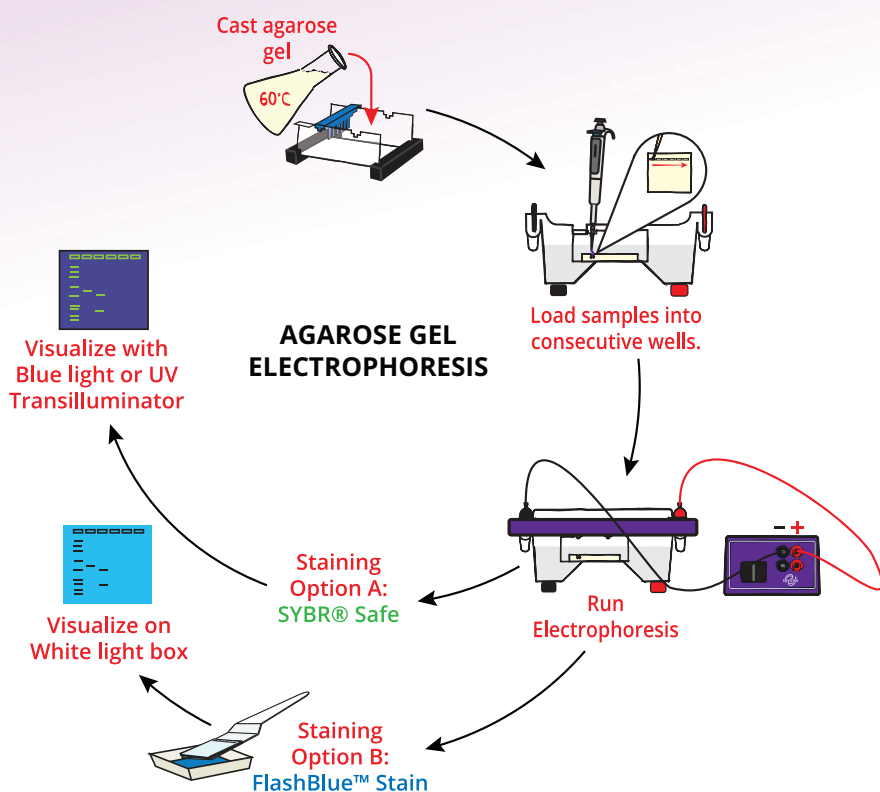 Cast agarose
gel
60°C
Load samples into
consecutive wells.
AGAROSE GEL
ELECTROPHORESIS
Visualize with
Blue light or UV
Transilluminator
- +
Run
Electrophoresis
Staining
Option A:
SYBR® Safe
Visualize on
White light box
Staining
Option B:
FlashBlue™ Stain